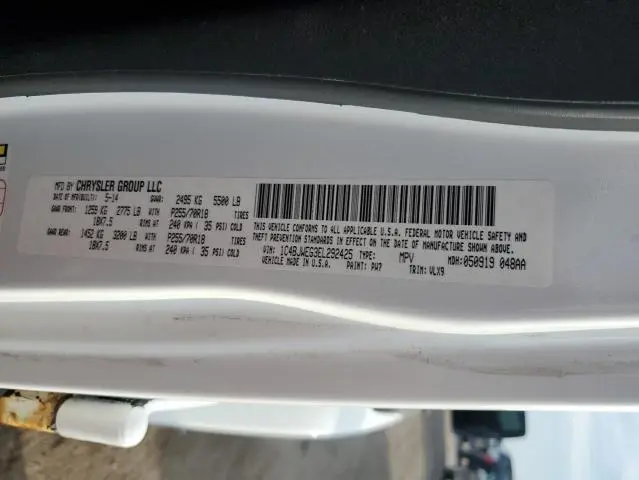 MFD BY CHRYSLER GROUP LLC
DATE OF MFR(BUILT): 5-14 GVWR: 2495 KG 5500 LB
GAWR FRONT: 1255 KG 2775 LB WITH P255/70R18 TIRES
18X7.5 RIMS AT 240 KPA ( 35 PSI) COLD
GAWR REAR: 1452 KG 3200 LB WITH P255/70R18 TIRES
18X7.5 RIMS AT 240 KPA ( 35 PSI) COLD
THIS VEHICLE CONFORMS TO ALL APPLICABLE U.S.A. FEDERAL MOTOR VEHICLE SAFETY AND
THEFT PREVENTION STANDARDS IN EFFECT ON THE DATE OF MANUFACTURE SHOWN ABOVE.
VIN: 1C4BJWEG3EL292425 TYPE: MPV MDH: 050919 048AA
VEHICLE MADE IN U.S.A. PAINT: PW7 TRIM: VLX9